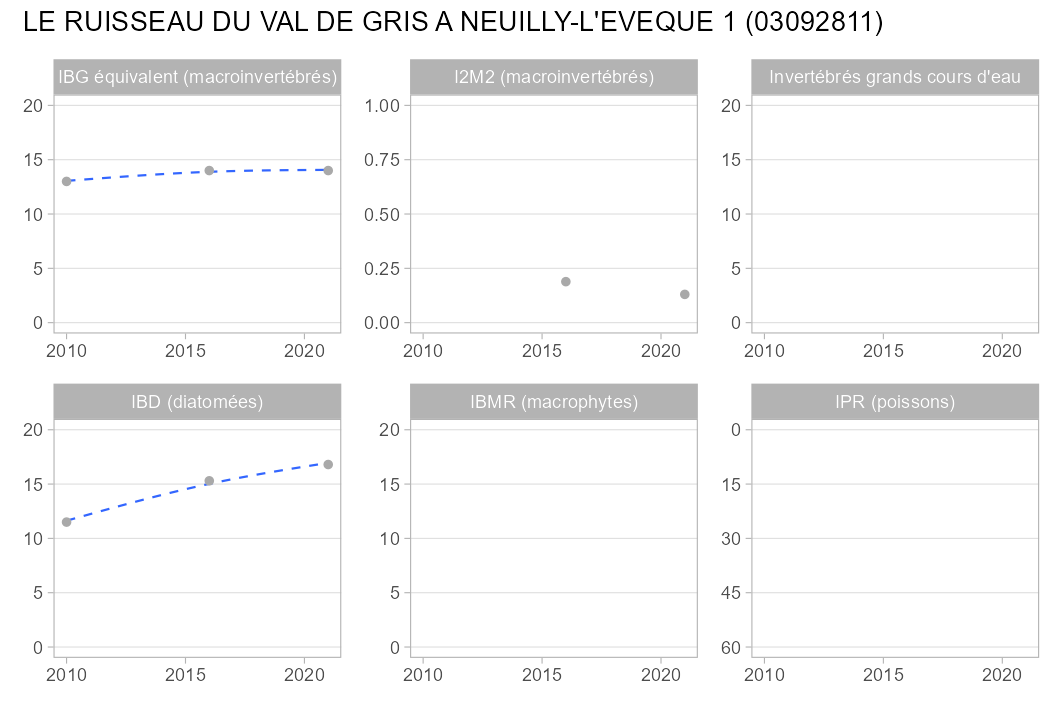 LE RUISSEAU DU VAL DE GRIS A NEUILLY-L'EVEQUE 1 (03092811)
IBG équivalent (macroinvertébrés)
20
15
10
5
0
2010 2015 2020
I2M2 (macroinvertébrés)
1.00
0.75
0.50
0.25
0.00
2010 2015 2020
Invertébrés grands cours d'eau
20
15
10
5
0
2010 2015 2020
IBD (diatomées)
20
15
10
5
0
2010 2015 2020
IBMR (macrophytes)
20
15
10
5
0
2010 2015 2020
IPR (poissons)
0
15
30
45
60
2010 2015 2020